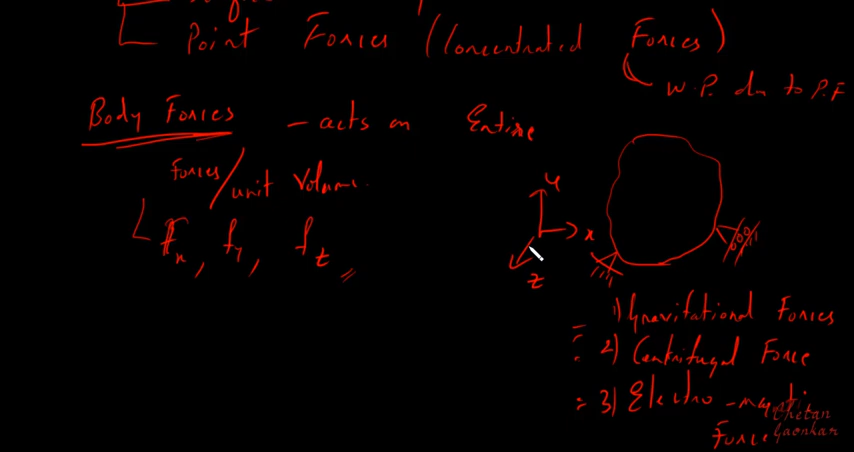 Point Forces (Concentrated Forces)
W.P. du to P.F
Body Forces - acts on Entire
Forces/unit Volume.
fx, fy, fz
y
x
z
1) Gravitational Forces
2) Centrifugal Force
3) Electro-magnetic
Force
Chetan
Gaonkar